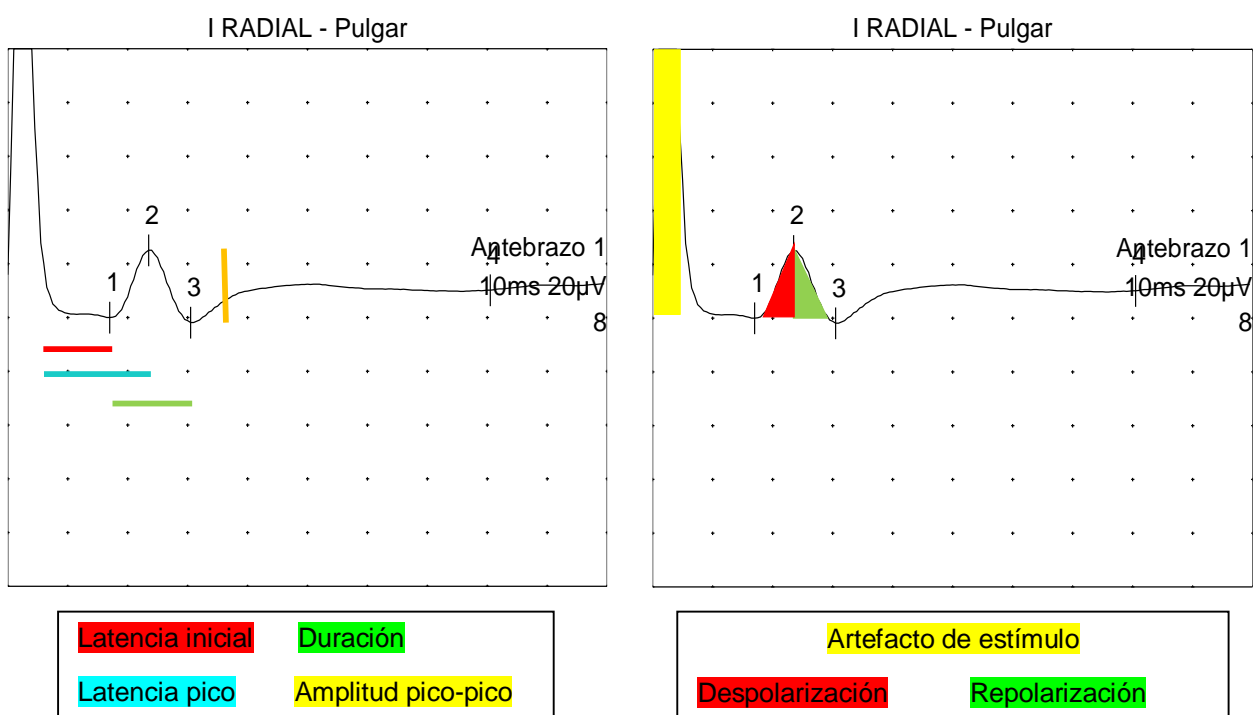 I RADIAL - Pulgar
2
1
3
4
Antebrazo 1
10ms 20µV
8
Latencia inicial Duración
Latencia pico Amplitud pico-pico
I RADIAL - Pulgar
2
1
3
4
Antebrazo 1
10ms 20µV
8
Artefacto de estímulo
Despolarización Repolarización